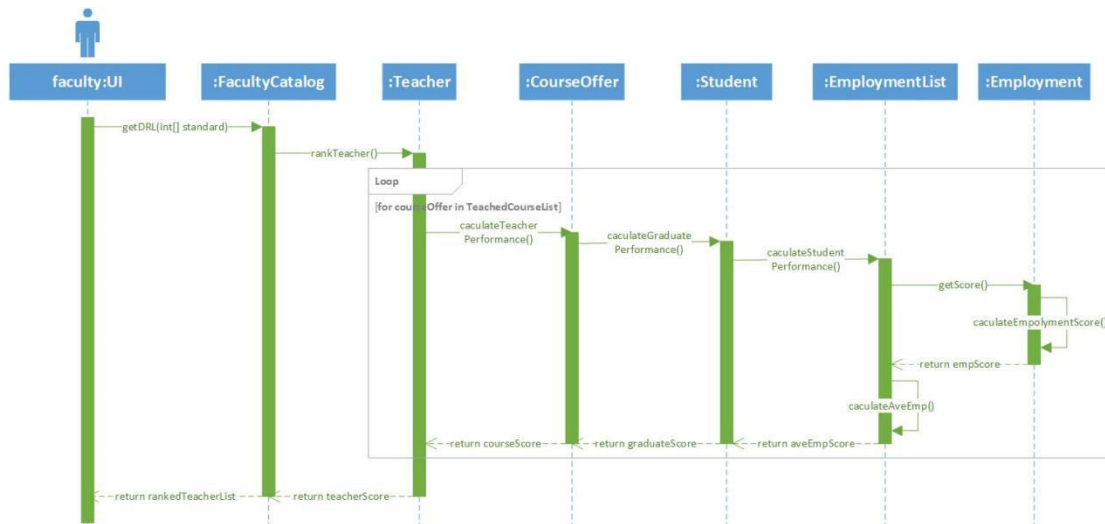 faculty:UI
:FacultyCatalog
:Teacher
:CourseOffer
:Student
:EmploymentList
:Employment
getDRL(int[] standard)
rankTeacher()
Loop
[for courseOffer in TeachedCourseList]
caculateTeacher
Performance()
caculateGraduate
Performance()
caculateStudent
Performance()
getScore()
caculateEmpolymentScore()
return empScore
caculateAveEmp()
return courseScore
return graduateScore
return aveEmpScore
return rankedTeacherList
return teacherScore